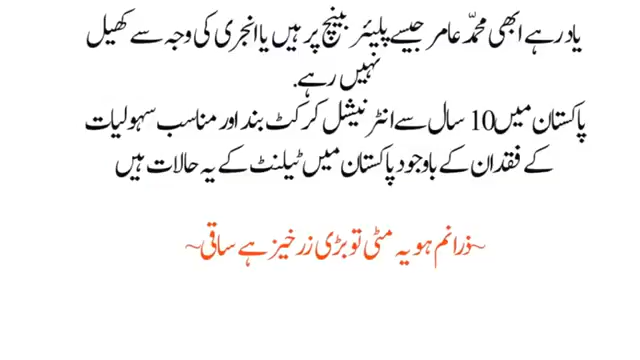 یاد رہے ابھی محمّد عامر جیسے پلیئر بینچ پر ہیں یا انجری کی وجہ سے کھیل
نہیں رہے.
پاکستان میں 10 سال سے انٹرنیشل کرکٹ بند اور مناسب سہولیات
کے فقدان کے باوجود پاکستان میں ٹیلنٹ کے یہ حالات ہیں
~ذرا نم ہو یہ مٹی تو بڑی زرخیز ہے ساقی~